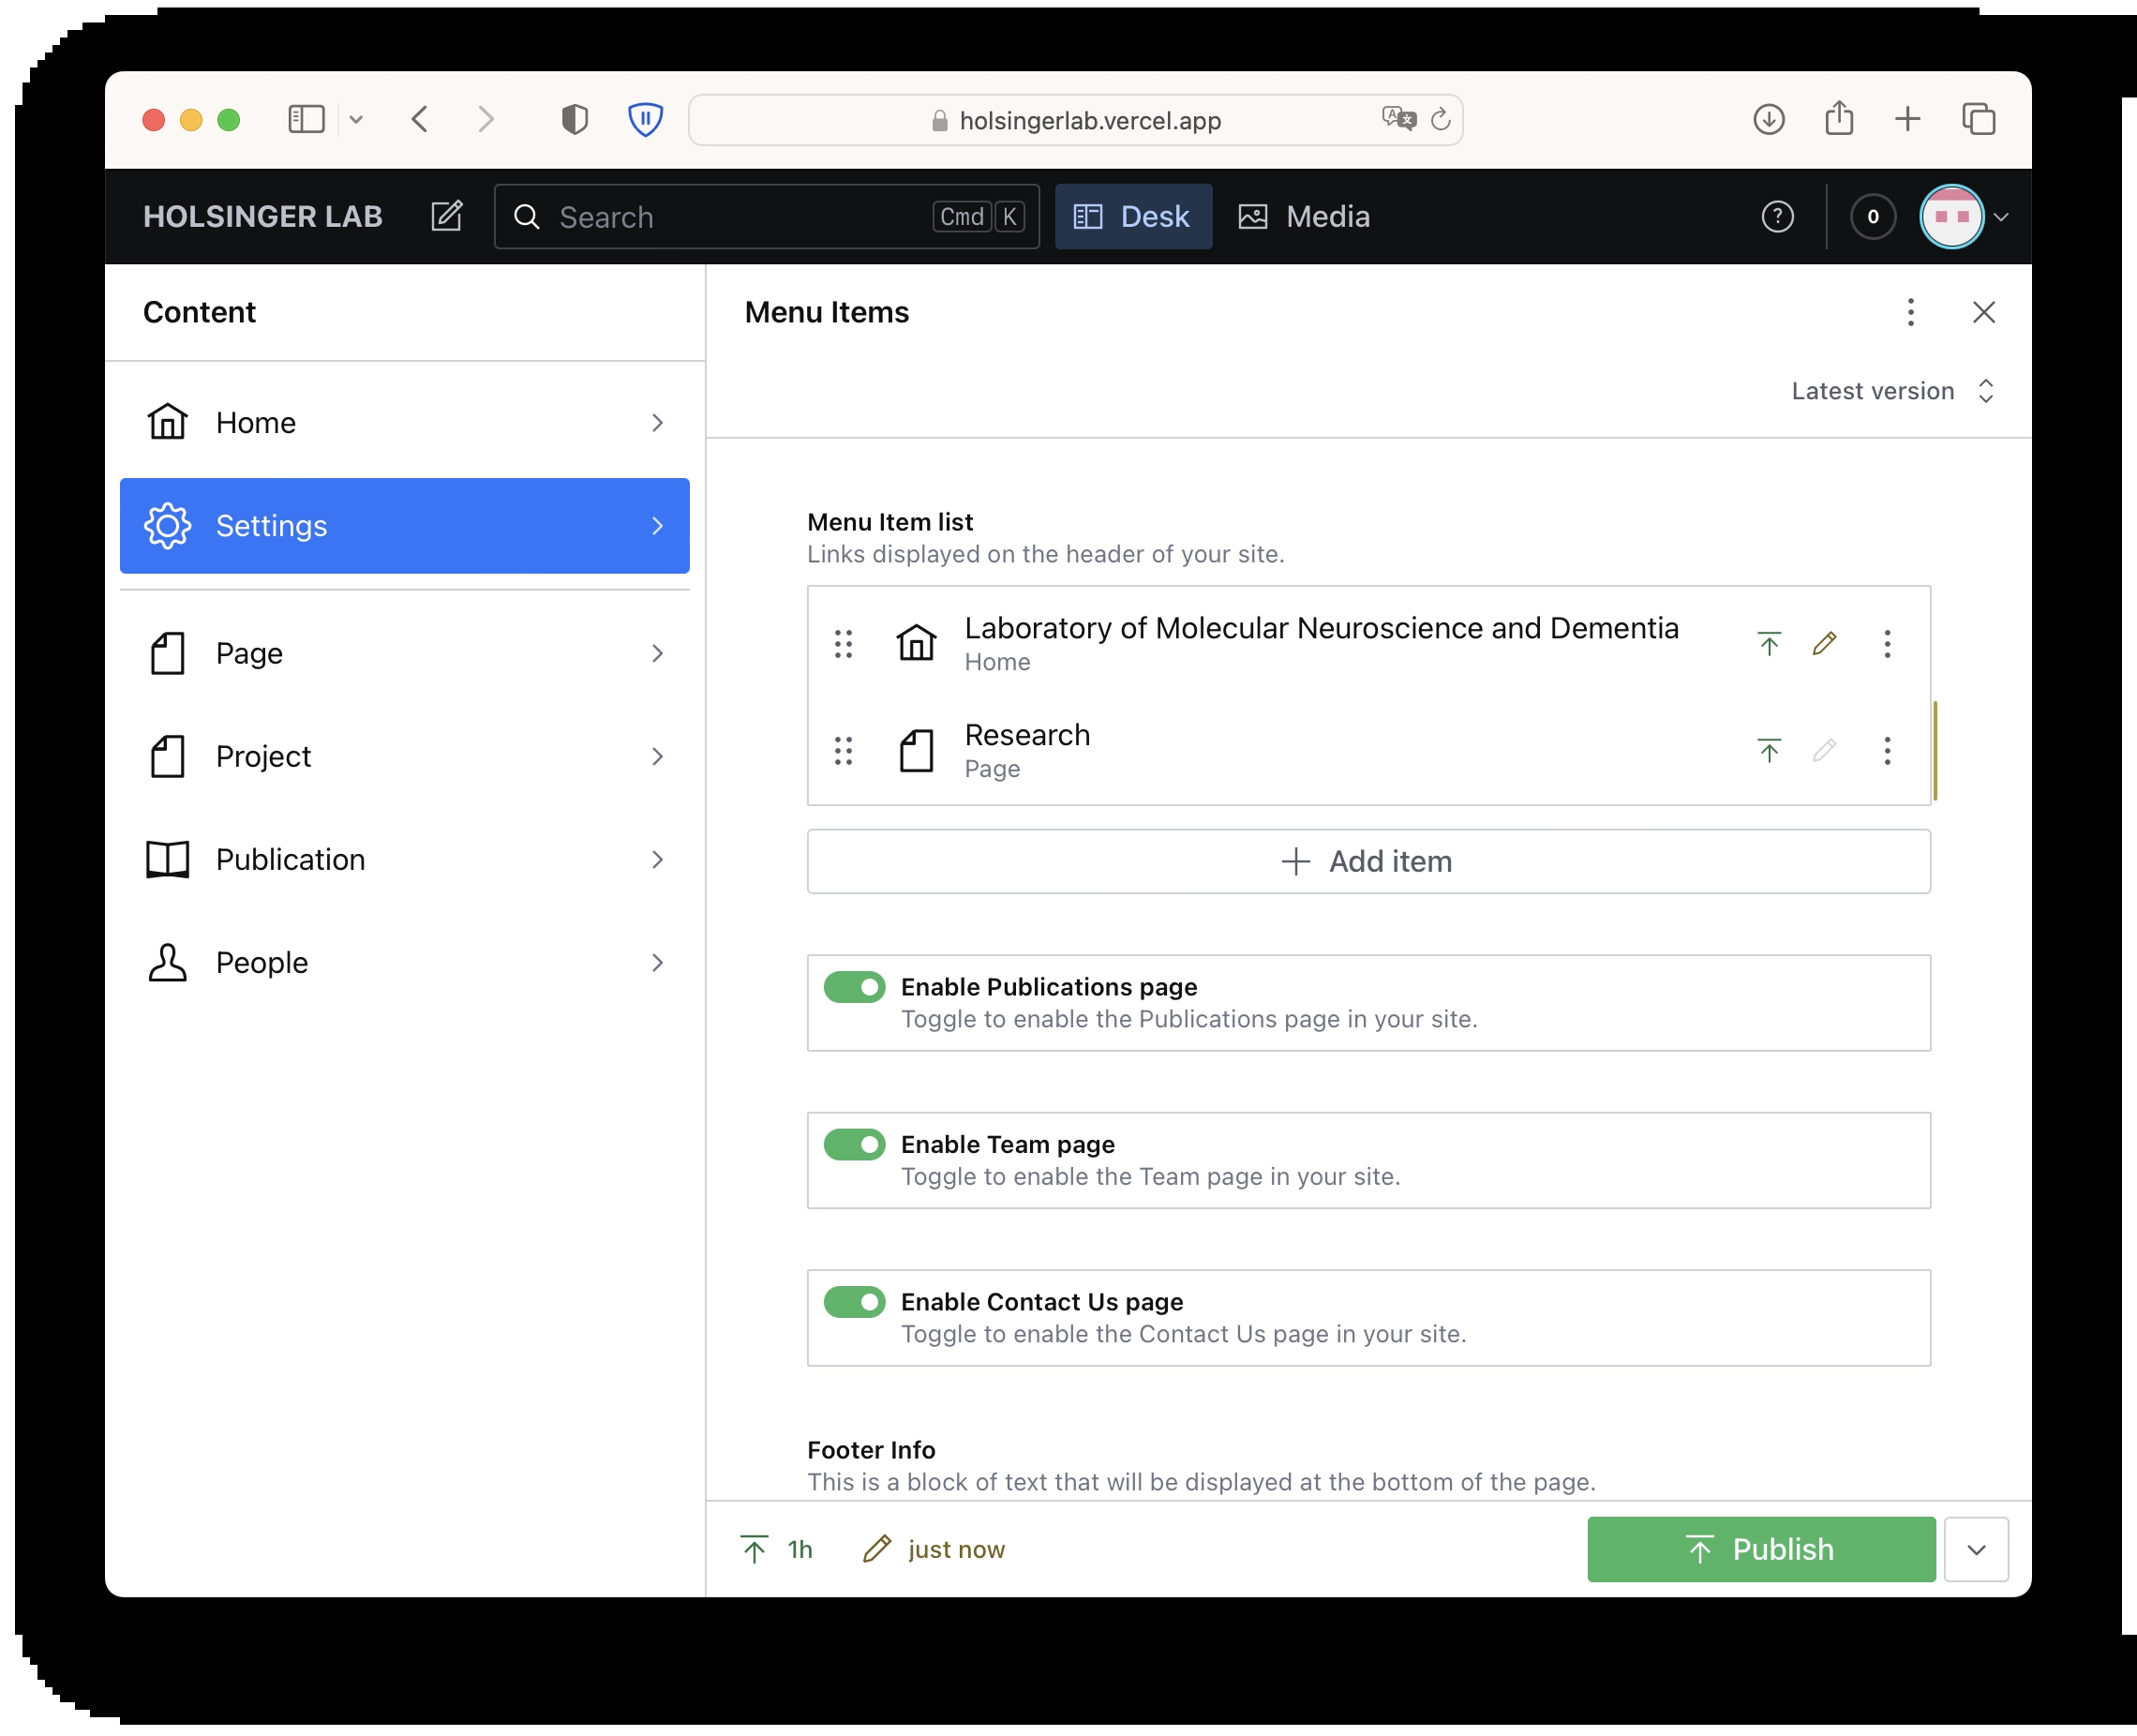 holsingerlab.vercel.app
HOLSINGER LAB
Search
Cmd K
Desk
Media
0
Content
Home
Settings
Page
Project
Publication
People
Menu Items
Latest version
Menu Item list
Links displayed on the header of your site.
Laboratory of Molecular Neuroscience and Dementia
Home
Research
Page
Add item
Enable Publications page
Toggle to enable the Publications page in your site.
Enable Team page
Toggle to enable the Team page in your site.
Enable Contact Us page
Toggle to enable the Contact Us page in your site.
Footer Info
This is a block of text that will be displayed at the bottom of the page.
1h
just now
Publish